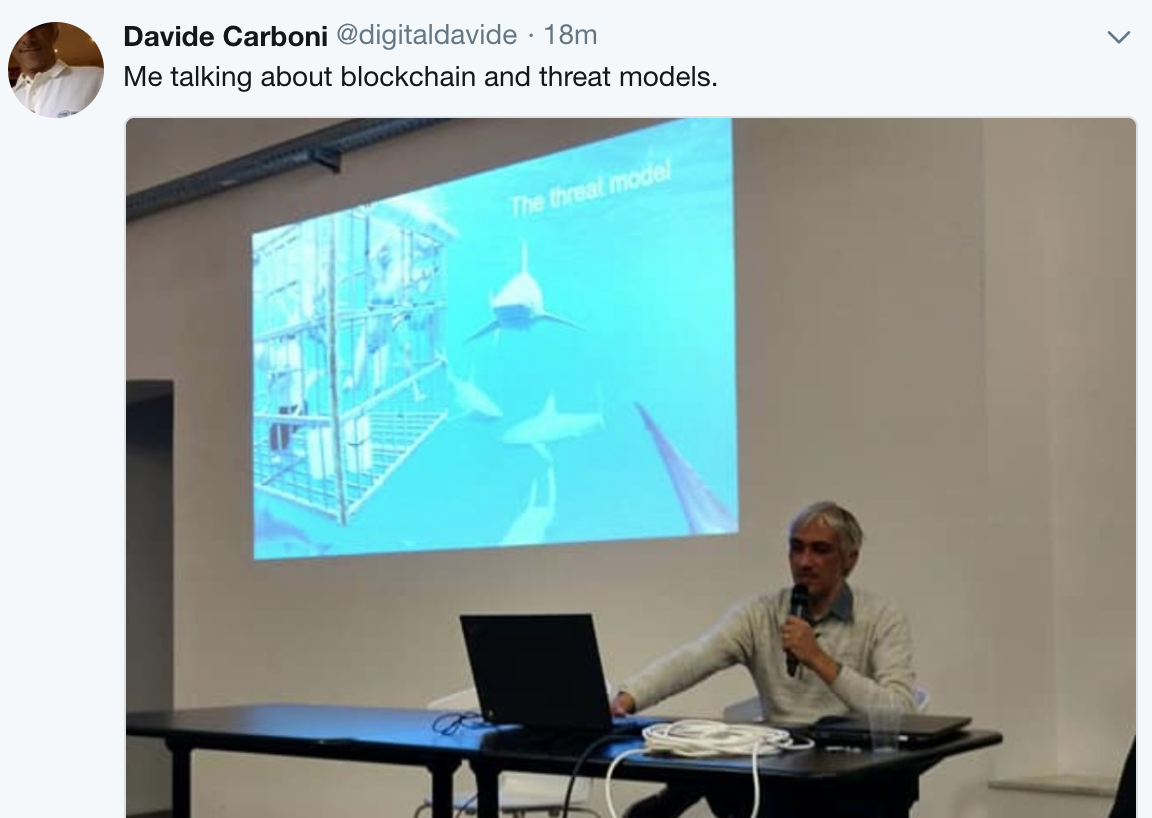 Davide Carboni @digitaldavide · 18m
Me talking about blockchain and threat models.
The threat model